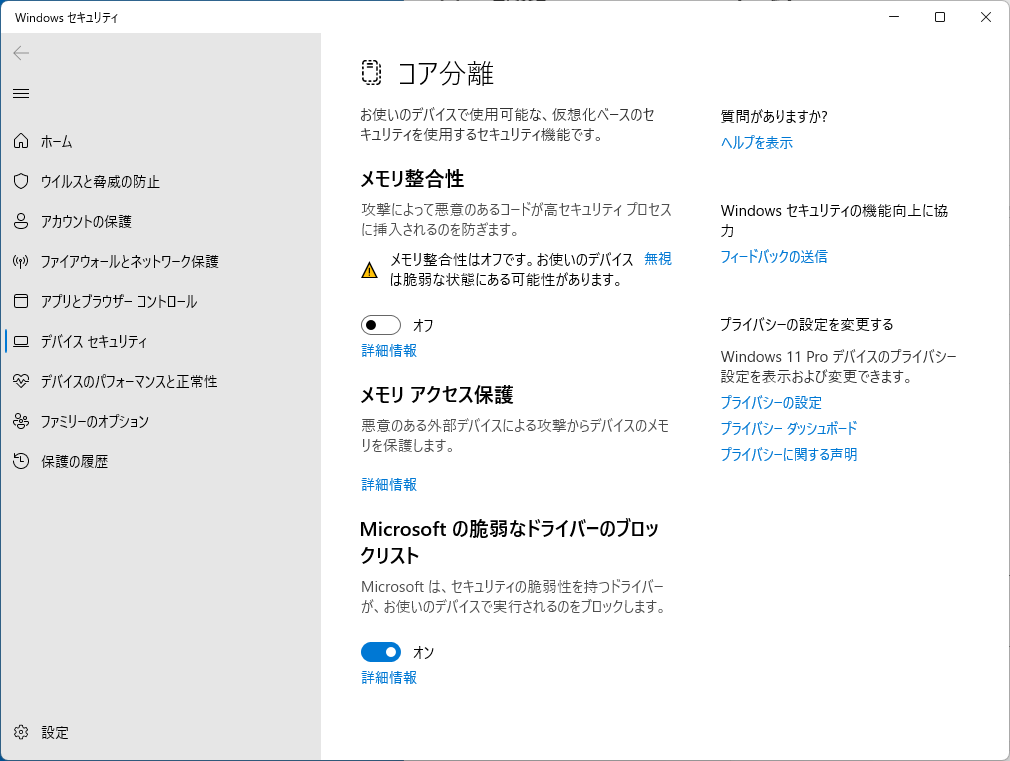 Windows セキュリティ
ホーム
ウイルスと脅威の防止
アカウントの保護
ファイアウォールとネットワーク保護
アプリとブラウザー コントロール
デバイス セキュリティ
デバイスのパフォーマンスと正常性
ファミリーのオプション
保護の履歴
設定
コア分離
お使いのデバイスで使用可能な、仮想化ベースのセ
キュリティを使用するセキュリティ機能です。
メモリ整合性
攻撃によって悪意のあるコードが高セキュリティ プロセス
に挿入されるのを防ぎます。
メモリ整合性はオフです。お使いのデバイス 無視
は脆弱な状態にある可能性があります。
オフ
詳細情報
メモリ アクセス保護
悪意のある外部デバイスによる攻撃からデバイスのメモ
リを保護します。
詳細情報
Microsoft の脆弱なドライバーのブロッ
クリスト
Microsoft は、セキュリティの脆弱性を持つドライバー
が、お使いのデバイスで実行されるのをブロックします。
オン
詳細情報
質問がありますか?
ヘルプを表示
Windows セキュリティの機能向上に協
力
フィードバックの送信
プライバシーの設定を変更する
Windows 11 Pro デバイスのプライバシー
設定を表示および変更できます。
プライバシーの設定
プライバシー ダッシュボード
プライバシーに関する声明